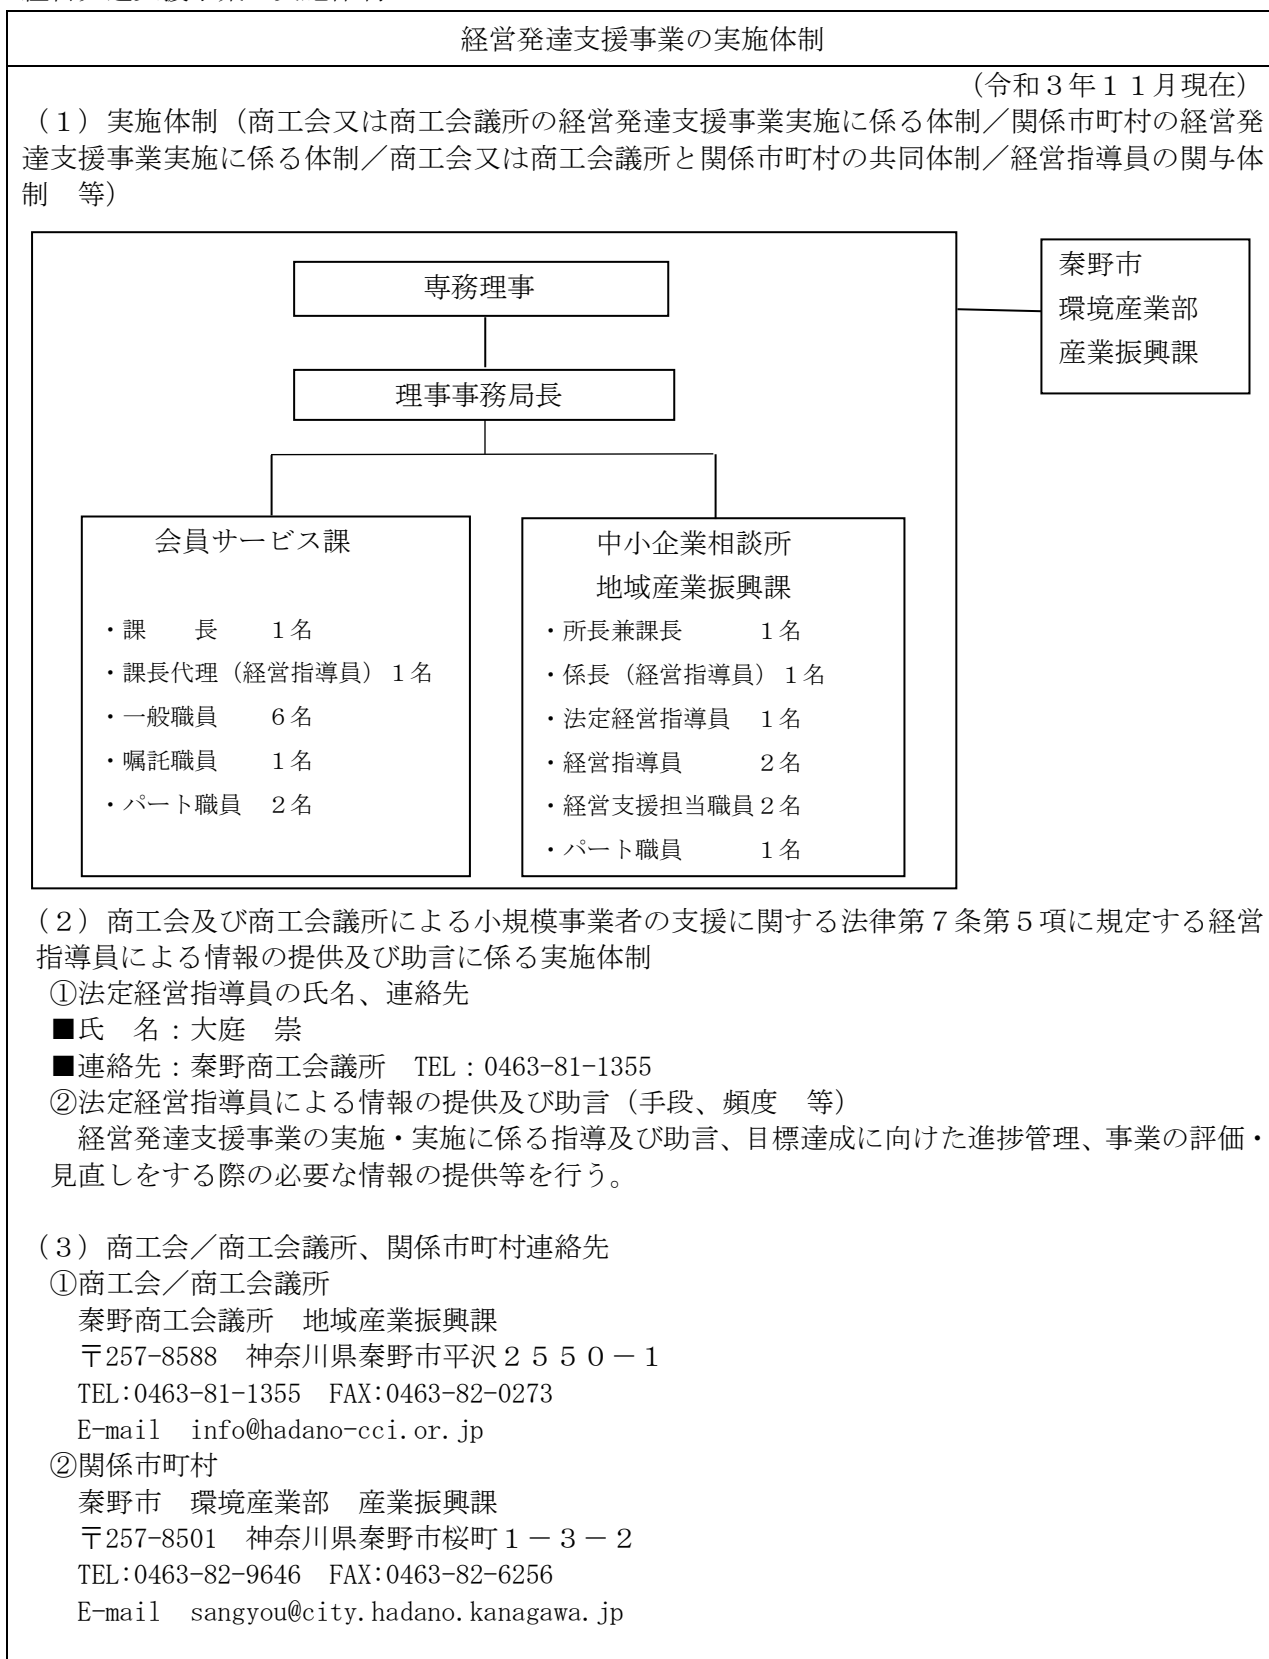 経営発達支援事業の実施体制
（令和３年１１月現在）
（１）実施体制（商工会又は商工会議所の経営発達支援事業実施に係る体制／関係市町村の経営発
達支援事業実施に係る体制／商工会又は商工会議所と関係市町村の共同体制／経営指導員の関与体
制　等）
専務理事
理事事務局長
秦野市
環境産業部
産業振興課
会員サービス課
・課　　長　　１名
・課長代理（経営指導員）１名
・一般職員　　６名
・嘱託職員　　１名
・パート職員　２名
中小企業相談所
地域産業振興課
・所長兼課長　　　１名
・係長（経営指導員）１名
・法定経営指導員　１名
・経営指導員　　　２名
・経営支援担当職員２名
・パート職員　　　１名
（２）商工会及び商工会議所による小規模事業者の支援に関する法律第７条第５項に規定する経営
指導員による情報の提供及び助言に係る実施体制
①法定経営指導員の氏名、連絡先
■氏　名：大庭　崇
■連絡先：秦野商工会議所　TEL：0463-81-1355
②法定経営指導員による情報の提供及び助言（手段、頻度　等）
経営発達支援事業の実施・実施に係る指導及び助言、目標達成に向けた進捗管理、事業の評価・
見直しをする際の必要な情報の提供等を行う。
（３）商工会／商工会議所、関係市町村連絡先
①商工会／商工会議所
秦野商工会議所　地域産業振興課
〒257-8588　神奈川県秦野市平沢２５５０－１
TEL:0463-81-1355　FAX:0463-82-0273
E-mail　info@hadano-cci.or.jp
②関係市町村
秦野市　環境産業部　産業振興課
〒257-8501　神奈川県秦野市桜町１－３－２
TEL:0463-82-9646　FAX:0463-82-6256
E-mail　sangyou@city.hadano.kanagawa.jp